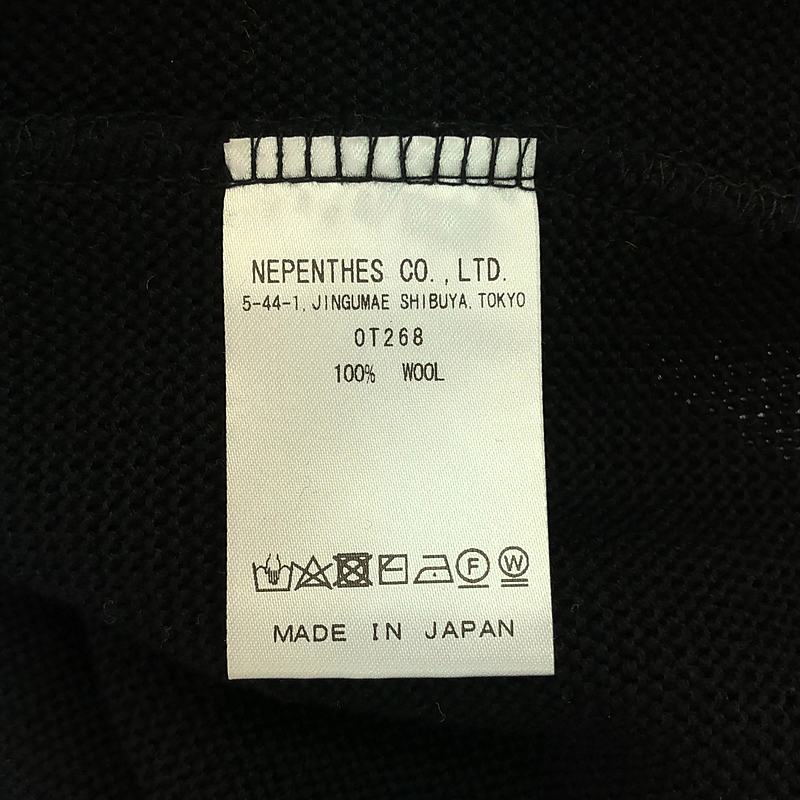 NEPENTHES CO., LTD.
5-44-1, JINGUMAE SHIBUYA, TOKYO
OT268
100% WOOL
F W
MADE IN JAPAN